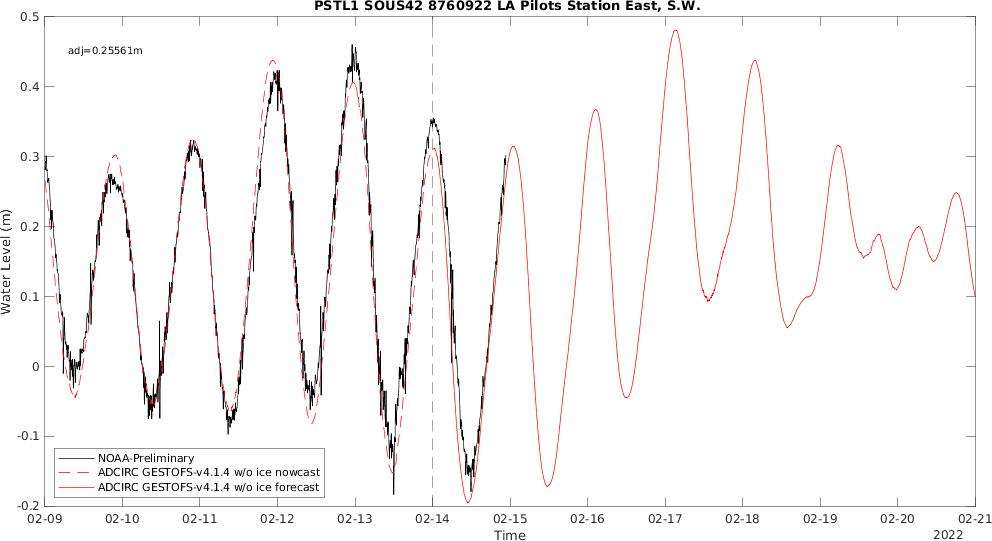 PSTL1 SOUS42 8760922 LA Pilots Station East, S.W.
adj=0.25561m
Water Level (m)
0.5
0.4
0.3
0.2
0.1
0
-0.1
-0.2
NOAA-Preliminary
ADCIRC GESTOFS-v4.1.4 w/o ice nowcast
ADCIRC GESTOFS-v4.1.4 w/o ice forecast
02-09 02-10 02-11 02-12 02-13 02-14 02-15 02-16 02-17 02-18 02-19 02-20 02-21
Time
2022